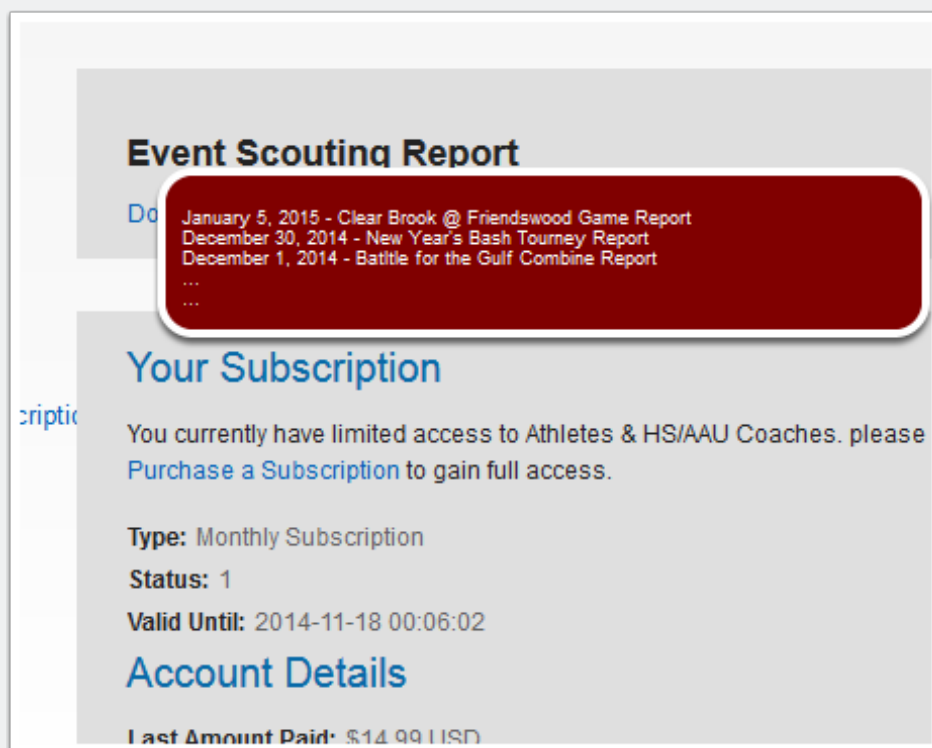 Event Scouting Report
Do
January 5, 2015 - Clear Brook @ Friendswood Game Report
December 30, 2014 - New Year's Bash Tourney Report
December 1, 2014 - Batltle for the Gulf Combine Report
...
...
Your Subscription
criptio
You currently have limited access to Athletes & HS/AAU Coaches. please
Purchase a Subscription to gain full access.
Type: Monthly Subscription
Status: 1
Valid Until: 2014-11-18 00:06:02
Account Details
Last Amount Paid: $14.99 USD